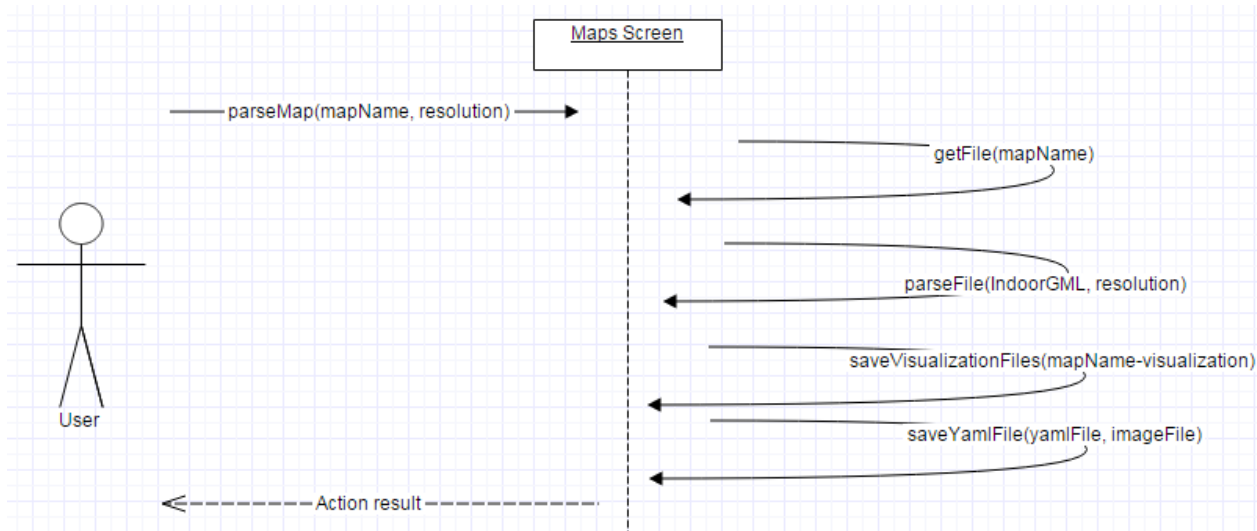 Maps Screen
parseMap(mapName, resolution)
getFile(mapName)
parseFile(IndoorGML, resolution)
saveVisualizationFiles(mapName-visualization)
User
saveYamlFile(yamlFile, imageFile)
Action result